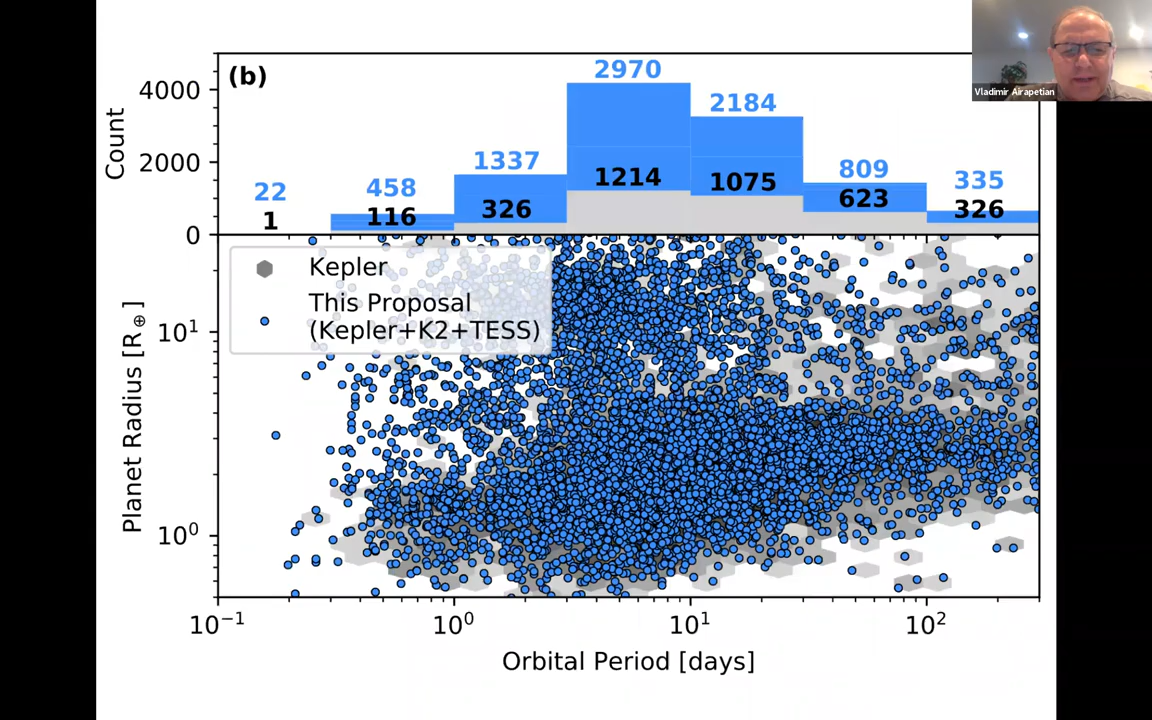 Vladimir Airapetian
(b)
Count
4000
2000
0
22
458
1337
2970
2184
809
335
1
116
326
1214
1075
623
326
Kepler
This Proposal
(Kepler+K2+TESS)
Planet Radius [R⊕]
10¹
10⁰
10⁻¹
10⁰
10¹
10²
Orbital Period [days]